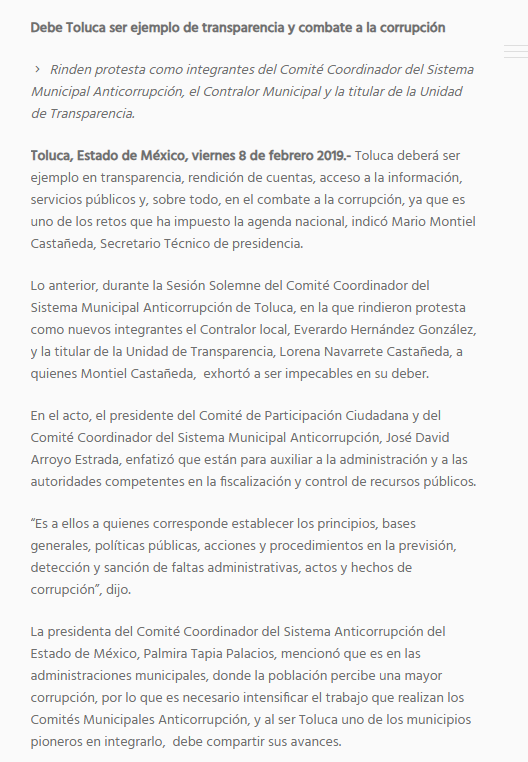 Debe Toluca ser ejemplo de transparencia y combate a la corrupción
> Rinden protesta como integrantes del Comité Coordinador del Sistema
Municipal Anticorrupción, el Contralor Municipal y la titular de la Unidad
de Transparencia.
Toluca, Estado de México, viernes 8 de febrero 2019.- Toluca deberá ser
ejemplo en transparencia, rendición de cuentas, acceso a la información,
servicios públicos y, sobre todo, en el combate a la corrupción, ya que es
uno de los retos que ha impuesto la agenda nacional, indicó Mario Montiel
Castañeda, Secretario Técnico de presidencia.
Lo anterior, durante la Sesión Solemne del Comité Coordinador del
Sistema Municipal Anticorrupción de Toluca, en la que rindieron protesta
como nuevos integrantes el Contralor local, Everardo Hernández González,
y la titular de la Unidad de Transparencia, Lorena Navarrete Castañeda, a
quienes Montiel Castañeda,  exhortó a ser impecables en su deber.
En el acto, el presidente del Comité de Participación Ciudadana y del
Comité Coordinador del Sistema Municipal Anticorrupción, José David
Arroyo Estrada, enfatizó que están para auxiliar a la administración y a las
autoridades competentes en la fiscalización y control de recursos públicos.
“Es a ellos a quienes corresponde establecer los principios, bases
generales, políticas públicas, acciones y procedimientos en la previsión,
detección y sanción de faltas administrativas, actos y hechos de
corrupción”, dijo.
La presidenta del Comité Coordinador del Sistema Anticorrupción del
Estado de México, Palmira Tapia Palacios, mencionó que es en las
administraciones municipales, donde la población percibe una mayor
corrupción, por lo que es necesario intensificar el trabajo que realizan los
Comités Municipales Anticorrupción, y al ser Toluca uno de los municipios
pioneros en integrarlo,  debe compartir sus avances.